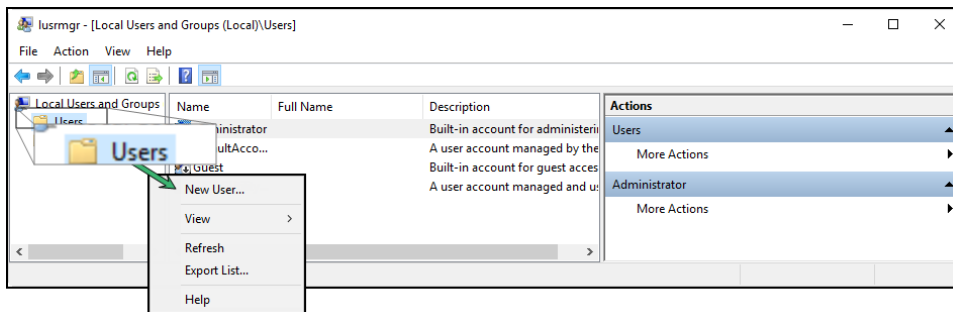 lusrmgr - [Local Users and Groups (Local)\Users]
File Action View Help
Local Users and Groups
Users
Users
Name Full Name Description
ministrator Built-in account for administerin
ultAcco... A user account managed by the
Guest Built-in account for guest acces
A user account managed and us
New User...
View
Refresh
Export List...
Help
Actions
Users
More Actions
Administrator
More Actions